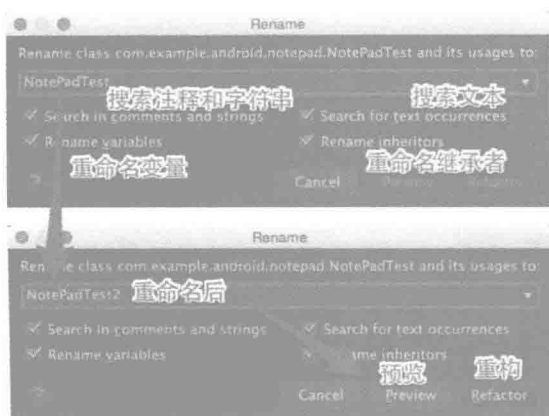 Rename
Rename class com.example.android.notepad.NotePadTest and its usages to:
NotePadTest
搜索注释和字符串 搜索文本
Search in comments and strings Search for text occurrences
Rename variables Rename inheritors
重命名变量 重命名继承者
Cancel Preview Refactor
Rename
Rename class com.example.android.notepad.NotePadTest and its usages to:
NotePadTest2 重命名后
Search in comments and strings Search for text occurrences
Rename variables inheritors
预览 重构
Cancel Preview Refactor